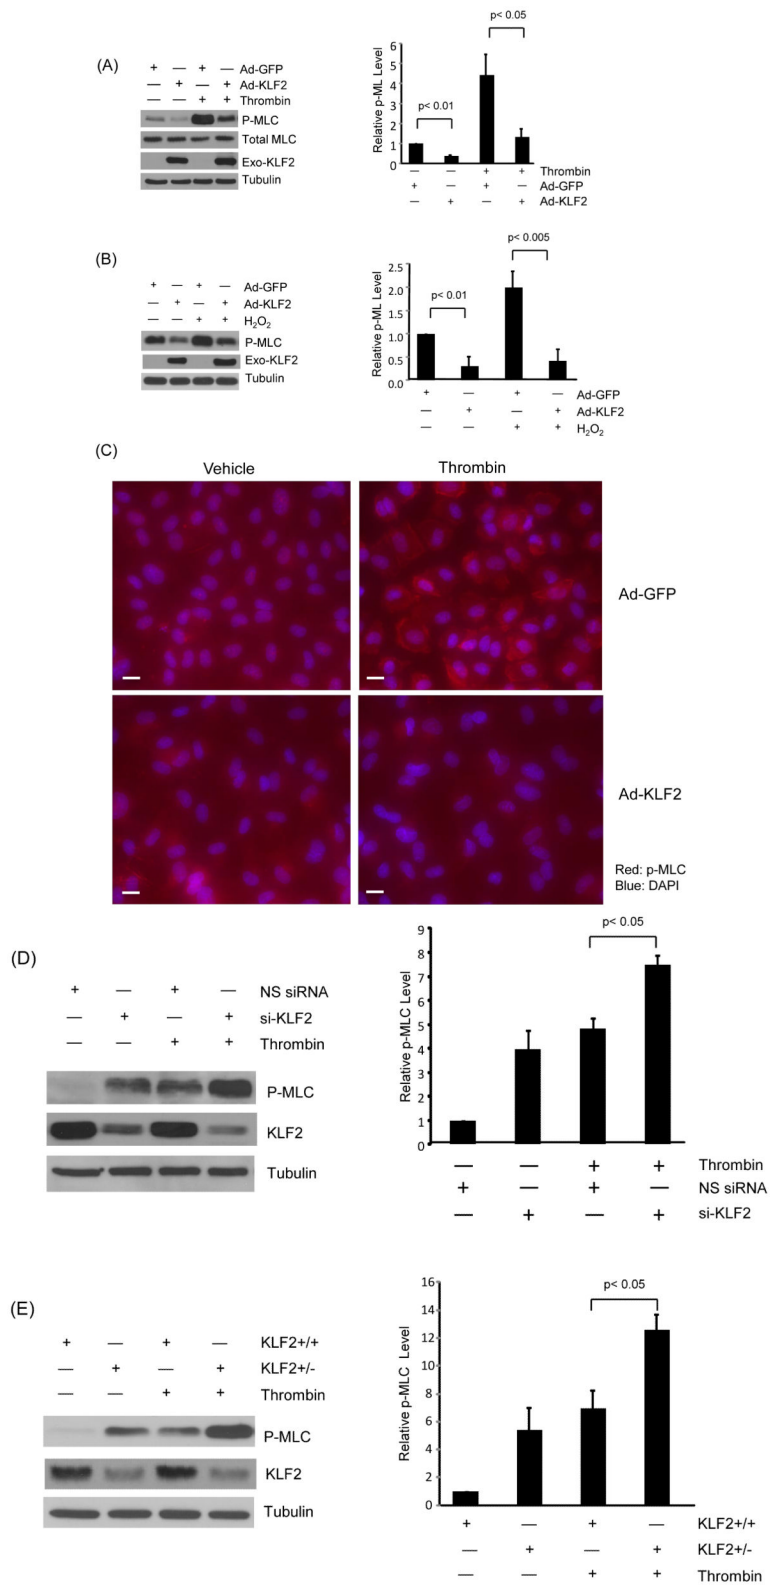 (A)
+ — + — Ad-GFP
— + — + Ad-KLF2
— — + + Thrombin
P-MLC
Total MLC
Exo-KLF2
Tubulin
p< 0.05
p< 0.01
Relative p-ML Level
6
5
4
3
2
1
0
— — + + Thrombin
+ — + — Ad-GFP
— + — + Ad-KLF2
(B)
+ — + — Ad-GFP
— + — + Ad-KLF2
— — + + H2O2
P-MLC
Exo-KLF2
Tubulin
p< 0.005
p< 0.01
Relative p-ML Level
2.5
2.0
1.5
1.0
0.5
0.0
+ — + — Ad-GFP
— + — + Ad-KLF2
— — + + H2O2
(C)
Vehicle Thrombin
Ad-GFP
Ad-KLF2
Red: p-MLC
Blue: DAPI
(D)
+ — + — NS siRNA
— + — + si-KLF2
— — + + Thrombin
P-MLC
KLF2
Tubulin
p< 0.05
Relative p-MLC Level
9
8
7
6
5
4
3
2
1
0
— — + + Thrombin
+ — + — NS siRNA
— + — + si-KLF2
(E)
+ — + — KLF2+/+
— + — + KLF2+/-
— — + + Thrombin
P-MLC
KLF2
Tubulin
p< 0.05
Relative p-MLC Level
16
14
12
10
8
6
4
2
0
+ — + — KLF2+/+
— + — + KLF2+/-
— — + + Thrombin